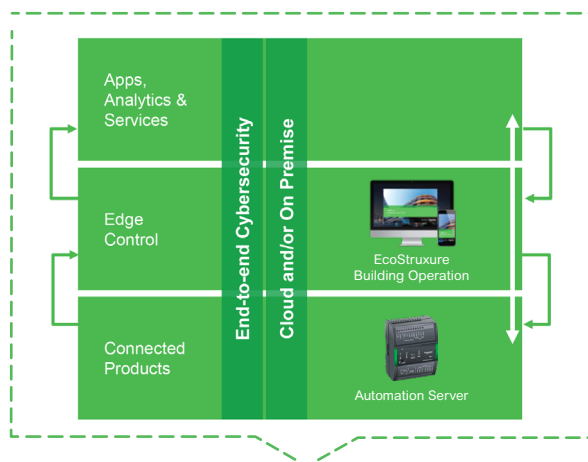 Apps,
Analytics &
Services
Edge
Control
Connected
Products
End-to-end Cybersecurity
Cloud and/or On Premise
EcoStruxure
Building Operation
Automation Server